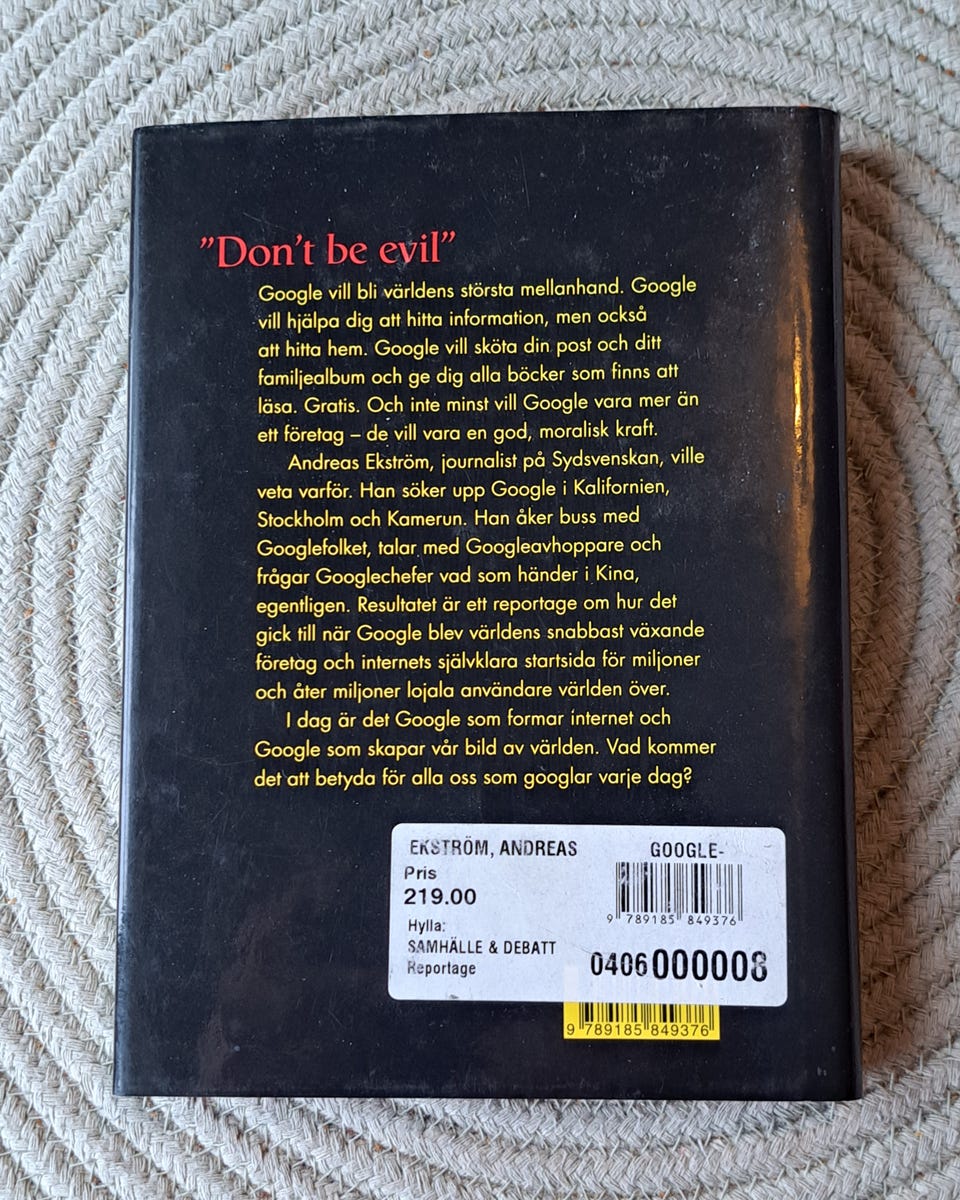 ”Don't be evil”
Google vill bli världens största mellanhand. Google
vill hjälpa dig att hitta information, men också
att hitta hem. Google vill sköta din post och ditt
familjealbum och ge dig alla böcker som finns att
läsa. Gratis. Och inte minst vill Google vara mer än
ett företag – de vill vara en god, moralisk kraft.
Andreas Ekström, journalist på Sydsvenskan, ville
veta varför. Han söker upp Google i Kalifornien,
Stockholm och Kamerun. Han åker buss med
Googlefolket, talar med Googleavhoppare och
frågar Googlechefer vad som händer i Kina,
egentligen. Resultatet är ett reportage om hur det
gick till när Google blev världens snabbast växande
företag och internets självklara startsida för miljoner
och åter miljoner lojala användare världen över.
I dag är det Google som formar internet och
Google som skapar vår bild av världen. Vad kommer
det att betyda för alla oss som googlar varje dag?
EKSTRÖM, ANDREAS GOOGLE-
Pris
219.00
9 789185 849376
Hylla:
SAMHÄLLE & DEBATT
Reportage
0406 000008
9 789185 849376